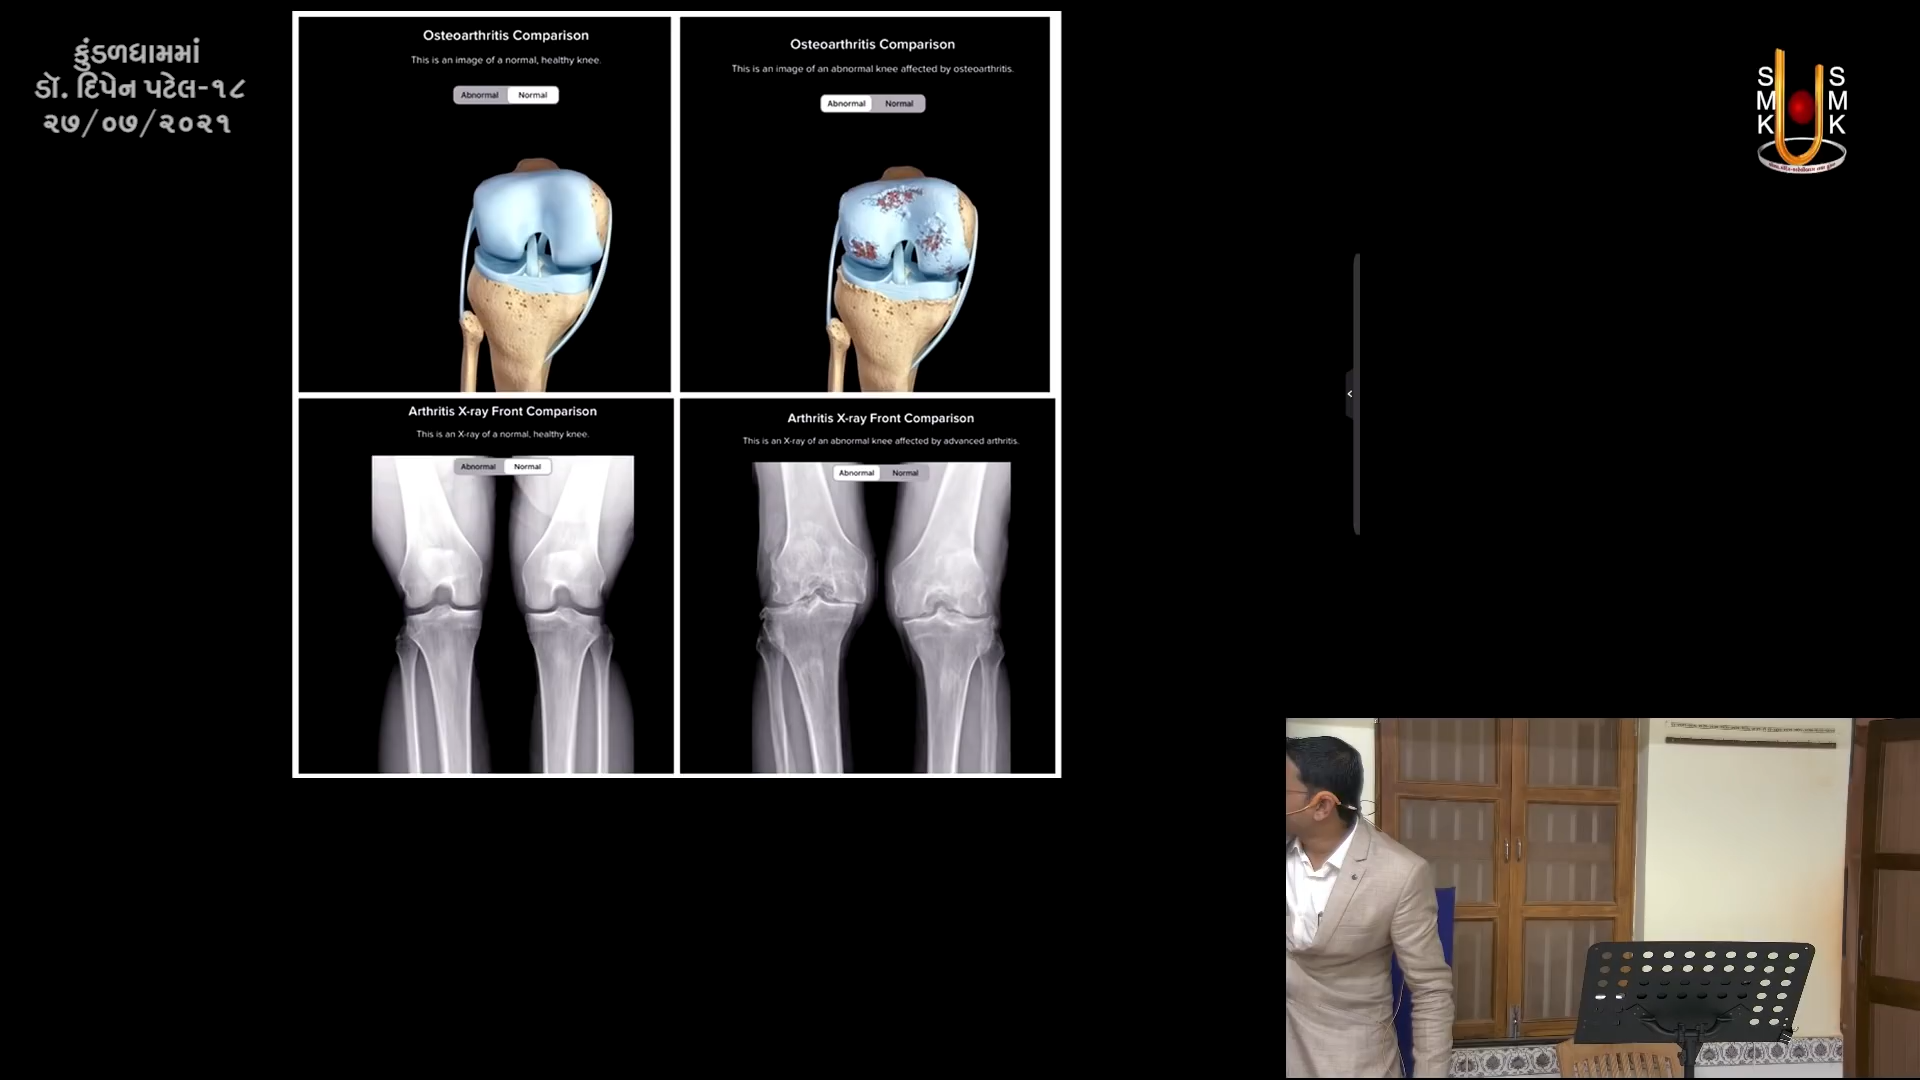 કુંડળધામમાં
ડૉ. દિપેન પટેલ-૧૮
૨૭/૦૭/૨૦૨૧
Osteoarthritis Comparison
This is an image of a normal, healthy knee.
Abnormal Normal
Osteoarthritis Comparison
This is an image of an abnormal knee affected by osteoarthritis.
Abnormal Normal
Arthritis X-ray Front Comparison
This is an X-ray of a normal, healthy knee.
Abnormal Normal
Arthritis X-ray Front Comparison
This is an X-ray of an abnormal knee affected by advanced arthritis.
Abnormal Normal
S S
M M
K K